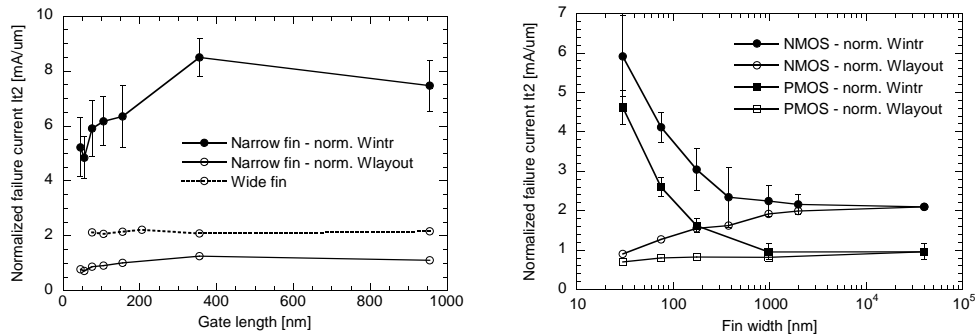 10
8
6
4
2
0
0
200
400
600
800
1000
Normalized failure current It2 [mA/um]
Gate length [nm]
Narrow fin - norm. Wintr
Narrow fin - norm. Wlayout
Wide fin
7
6
5
4
3
2
1
0
10
100
1000
10^4
10^5
Normalized failure current It2 [mA/um]
Fin width [nm]
NMOS - norm. Wintr
NMOS - norm. Wlayout
PMOS - norm. Wintr
PMOS - norm. Wlayout